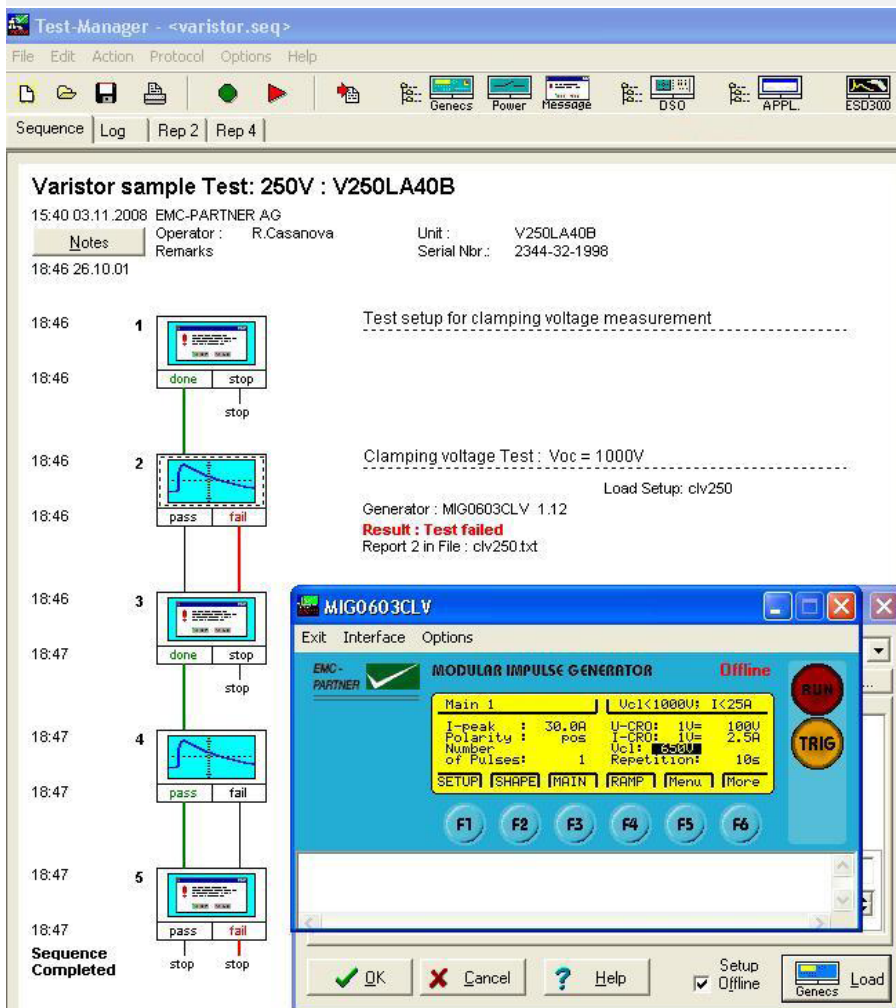 Test-Manager - <varistor.seq>
File Edit Action Protocol Options Help
Genecs Power Message DSO APPL. ESD300
Sequence Log Rep 2 Rep 4
Varistor sample Test: 250V : V250LA40B
15:40 03.11.2008 EMC-PARTNER AG
Notes Operator : R.Casanova Unit : V250LA40B
Remarks Serial Nbr.: 2344-32-1998
18:46 26.10.01
18:46 1 Test setup for clamping voltage measurement
18:46 done stop
stop
18:46 2 Clamping voltage Test : Voc = 1000V
Load Setup: clv250
Generator : MIG0603CLV 1.12
18:46 pass fail
Result : Test failed
Report 2 in File : clv250.txt
18:46 3
18:47 done stop
stop
18:47 4
18:47 pass fail
18:47 5
18:47 pass fail
Sequence
Completed
stop stop
MIG0603CLV
Exit Interface Options
EMC-
PARTNER
MODULAR IMPULSE GENERATOR Offline
RUN
TRIG
Main 1 Vcl<1000V; I<25A
I-peak : 30.0A U-CRO: 1V= 100V
Polarity : pos I-CRO: 1V= 2.5A
Number Vcl: 650V
of Pulses: 1 Repetition: 10s
SETUP SHAPE MAIN RAMP Menu More
F1 F2 F3 F4 F5 F6
...
OK Cancel Help Setup
Offline
Genecs Load